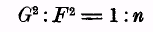 G²:F² = 1:n